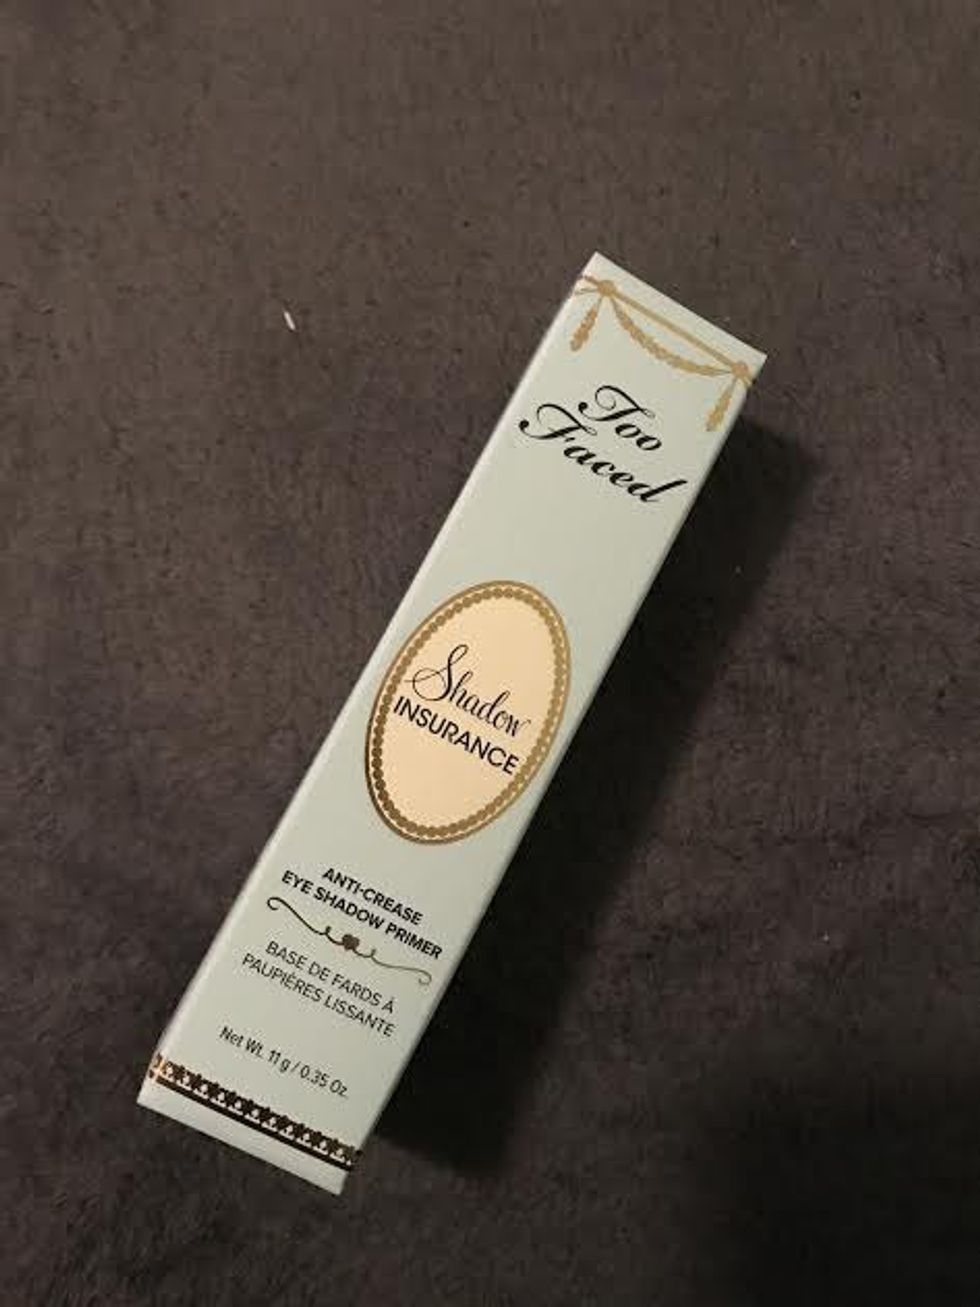 Too
Faced
Shadow
INSURANCE
ANTI-CREASE
EYE SHADOW PRIMER
BASE DE FARDS À
PAUPIÈRES LISSANTE
Net Wt. 11 g / 0.35 Oz.